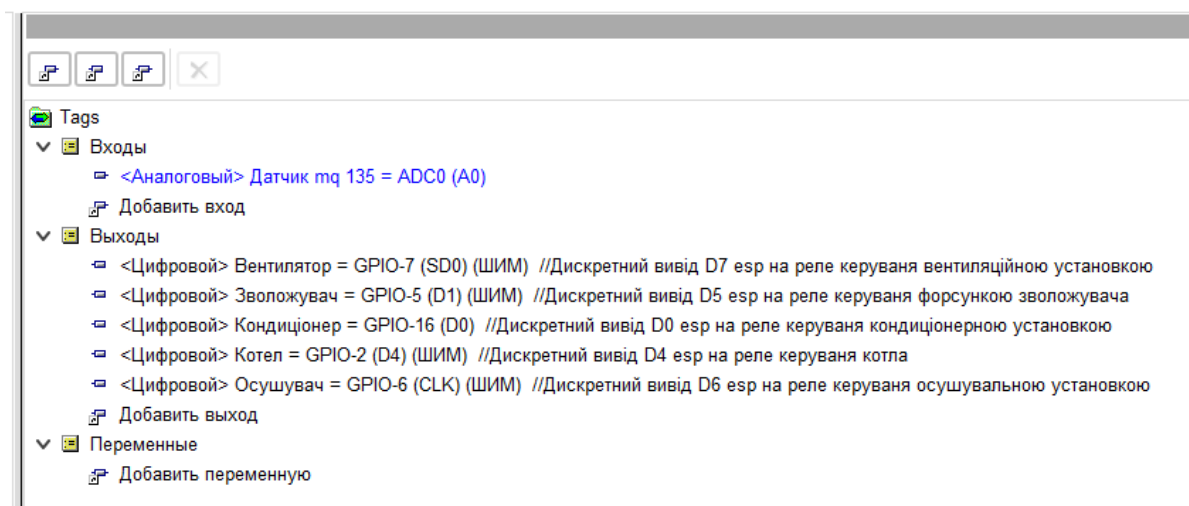 Tags
Входы
<Аналоговый> Датчик mq 135 = ADC0 (A0)
Добавить вход
Выходы
<Цифровой> Вентилятор = GPIO-7 (SD0) (ШИМ) //Дискретний вивід D7 esp на реле керуваня вентиляційною установкою
<Цифровой> Зволожувач = GPIO-5 (D1) (ШИМ) //Дискретний вивід D5 esp на реле керуваня форсункою зволожувача
<Цифровой> Кондиціонер = GPIO-16 (D0) //Дискретний вивід D0 esp на реле керуваня кондиціонерною установкою
<Цифровой> Котел = GPIO-2 (D4) (ШИМ) //Дискретний вивід D4 esp на реле керуваня котла
<Цифровой> Осушувач = GPIO-6 (CLK) (ШИМ) //Дискретний вивід D6 esp на реле керуваня осушувальною установкою
Добавить выход
Переменные
Добавить переменную